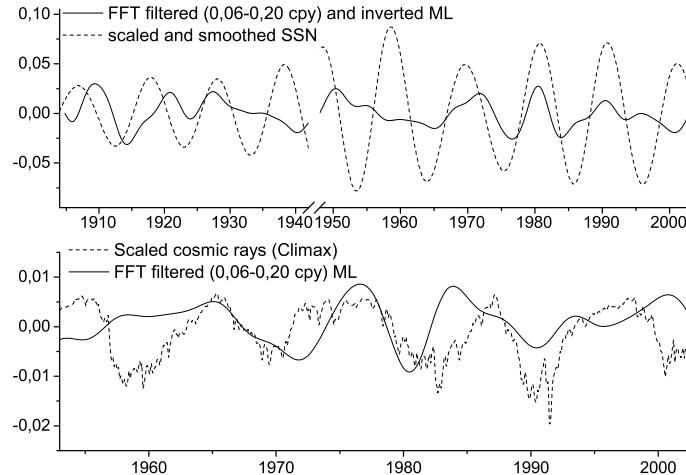 0,10
FFT filtered (0,06-0,20 cpy) and inverted ML
scaled and smoothed SSN
0,05
0,00
-0,05
1910 1920 1930 1940 1950 1960 1970 1980 1990 2000
Scaled cosmic rays (Climax)
FFT filtered (0,06-0,20 cpy) ML
0,01
0,00
-0,01
-0,02
1960 1970 1980 1990 2000